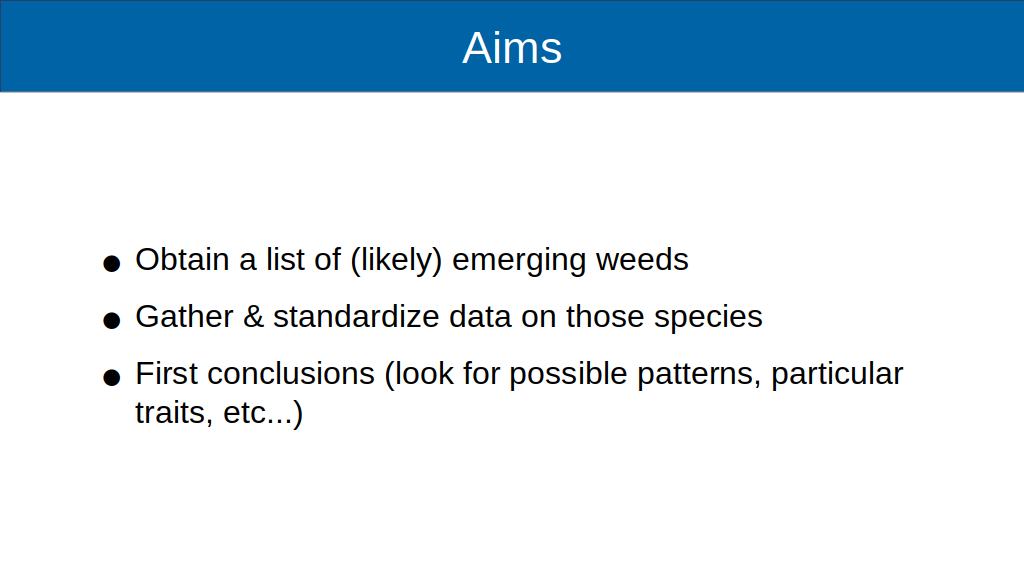 Aims
● Obtain a list of (likely) emerging weeds
● Gather & standardize data on those species
● First conclusions (look for possible patterns, particular
traits, etc...)